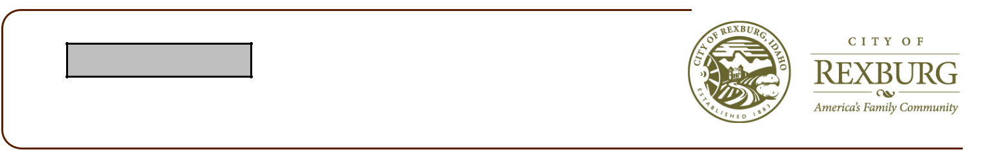 CITY OF REXBURG, IDAHO
ESTABLISHED 1883
CITY OF
REXBURG
America's Family Community